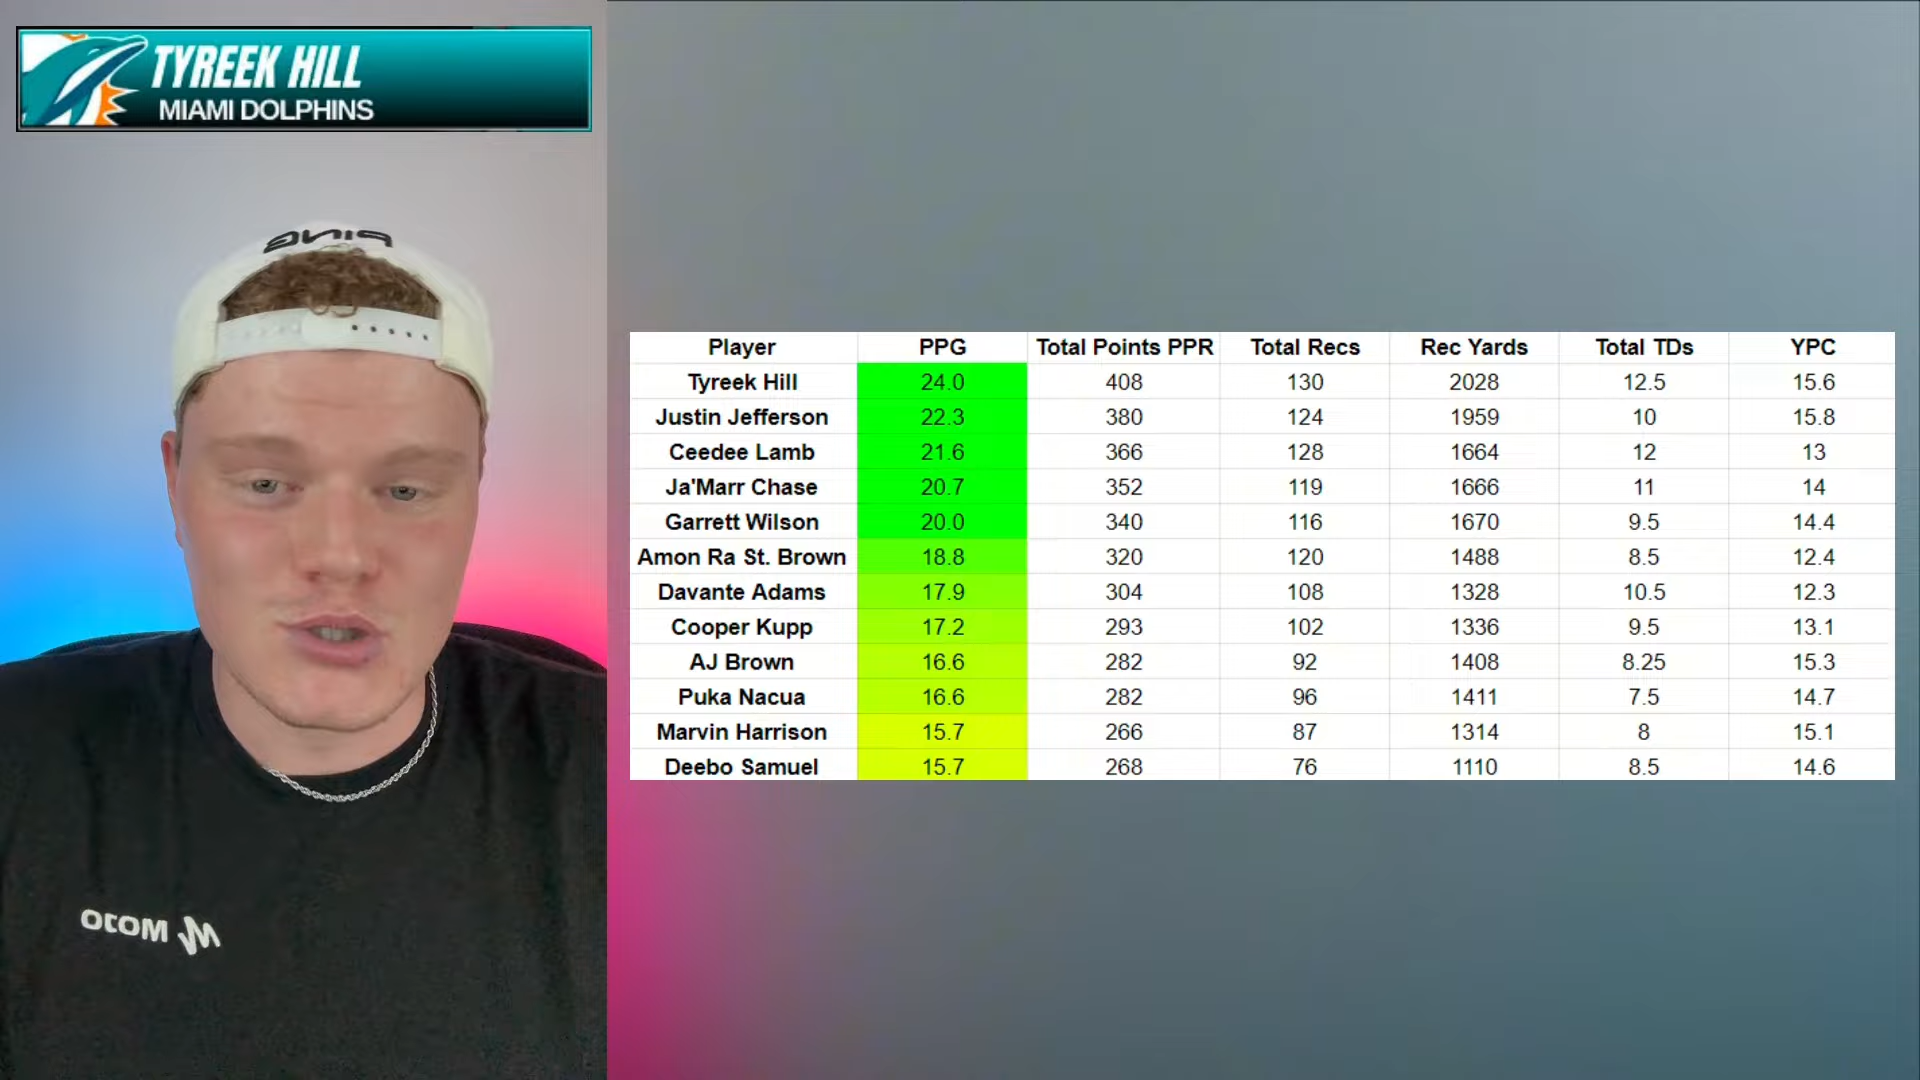 TYREEK HILL
MIAMI DOLPHINS
PING
MOJO
Player PPG Total Points PPR Total Recs Rec Yards Total TDs YPC
Tyreek Hill 24.0 408 130 2028 12.5 15.6
Justin Jefferson 22.3 380 124 1959 10 15.8
Ceedee Lamb 21.6 366 128 1664 12 13
Ja'Marr Chase 20.7 352 119 1666 11 14
Garrett Wilson 20.0 340 116 1670 9.5 14.4
Amon Ra St. Brown 18.8 320 120 1488 8.5 12.4
Davante Adams 17.9 304 108 1328 10.5 12.3
Cooper Kupp 17.2 293 102 1336 9.5 13.1
AJ Brown 16.6 282 92 1408 8.25 15.3
Puka Nacua 16.6 282 96 1411 7.5 14.7
Marvin Harrison 15.7 266 87 1314 8 15.1
Deebo Samuel 15.7 268 76 1110 8.5 14.6